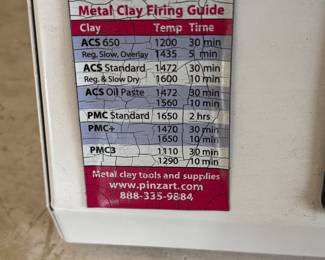 Metal Clay Firing Guide
Clay Temp Time
ACS 650 1200 30 min
Reg, Slow, Overlay 1435 5 min
ACS Standard 1472 30 min
Reg. & Slow Dry 1600 10 min
ACS Oil Paste 1472 30 min
1560 10 min
PMC Standard 1650 2 hrs
PMC+ 1470 30 min
1650 10 min
PMC3 1110 30 min
1290 10 min
Metal clay tools and supplies
www.pinzart.com
888-335-9884